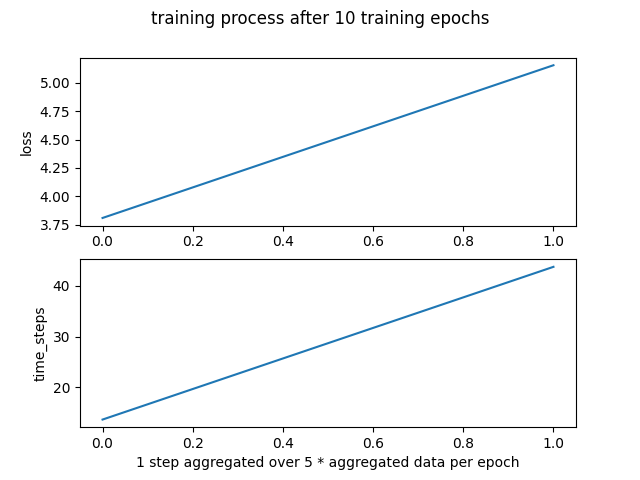 training process after 10 training epochs
5.00
4.75
4.50
4.25
4.00
3.75
loss
0.0 0.2 0.4 0.6 0.8 1.0
40
30
20
time_steps
0.0 0.2 0.4 0.6 0.8 1.0
1 step aggregated over 5 * aggregated data per epoch